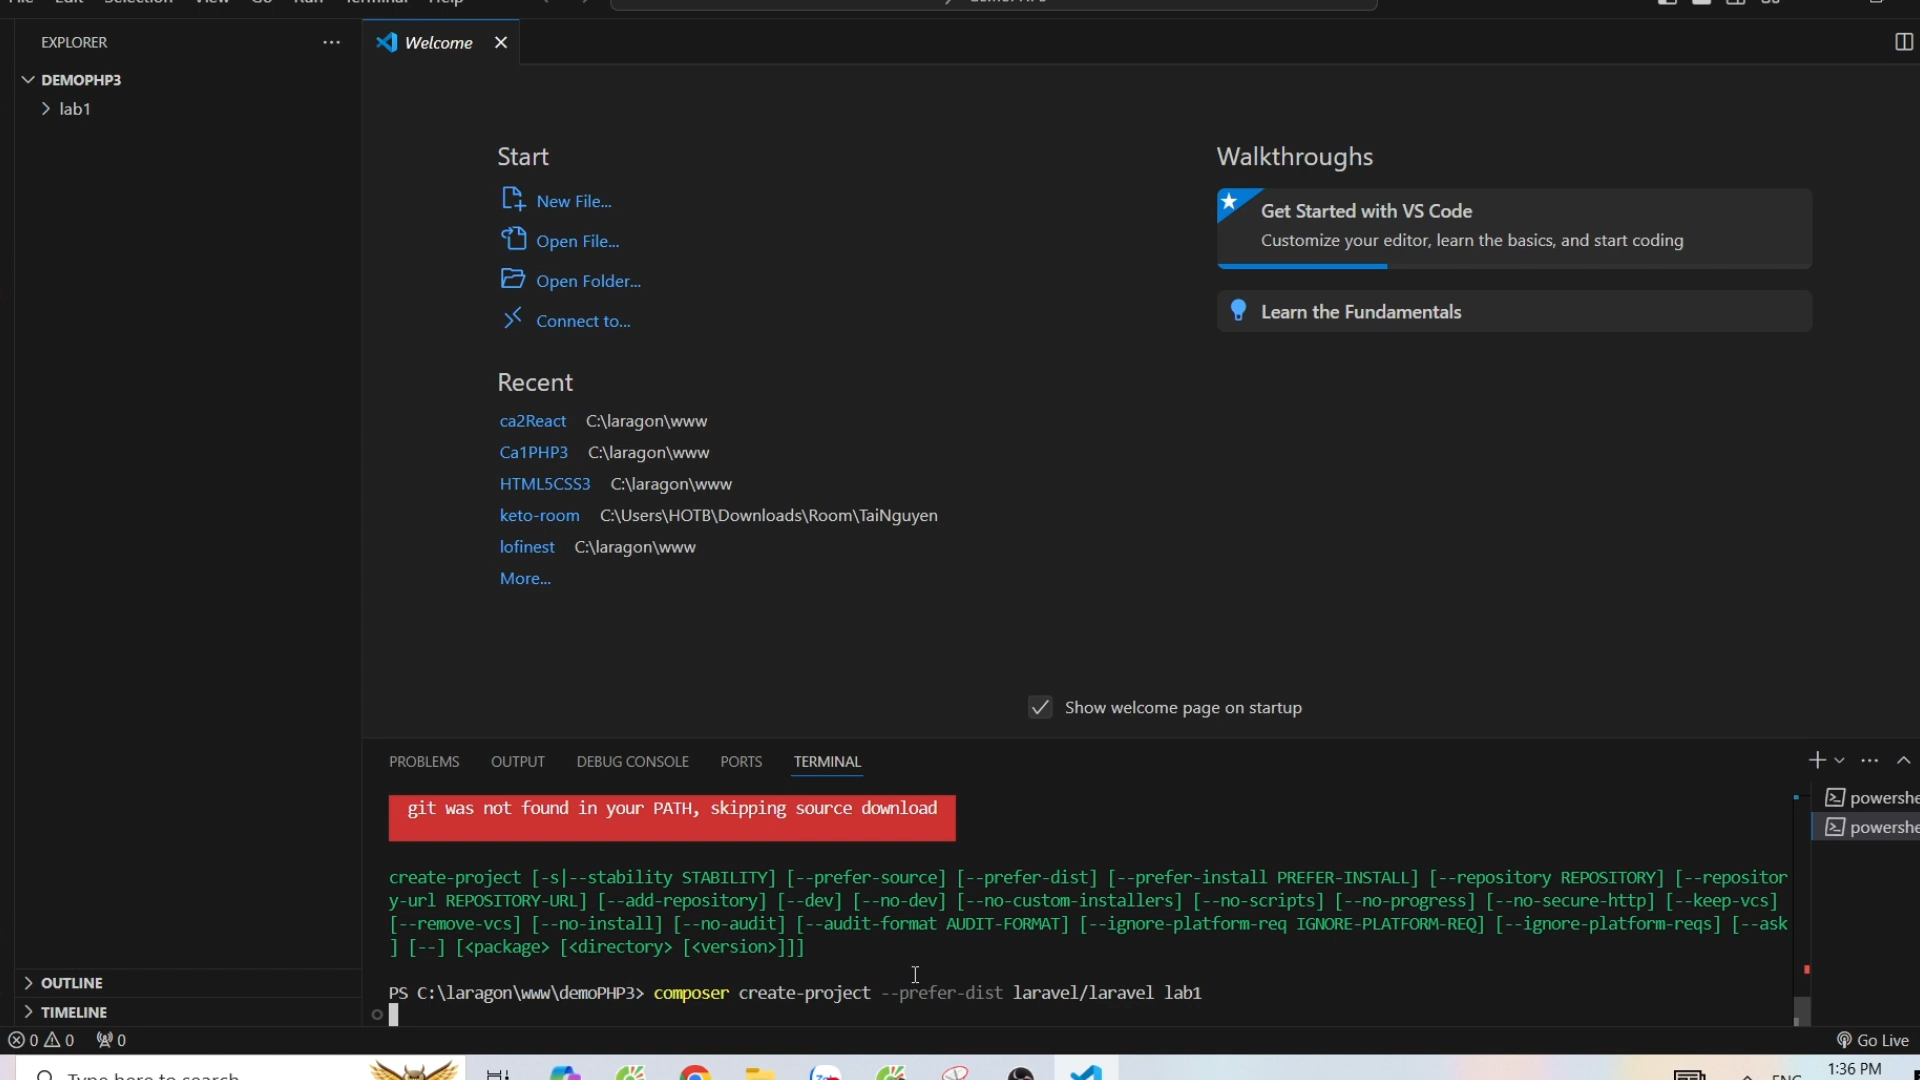 EXPLORER
Welcome
DEMOPHP3
lab1
Start
New File...
Open File...
Open Folder...
Connect to...
Recent
ca2React C:\laragon\www
Ca1PHP3 C:\laragon\www
HTML5CSS3 C:\laragon\www
keto-room C:\Users\HOTB\Downloads\Room\TaiNguyen
lofinest C:\laragon\www
More...
Walkthroughs
Get Started with VS Code
Customize your editor, learn the basics, and start coding
Learn the Fundamentals
Show welcome page on startup
PROBLEMS OUTPUT DEBUG CONSOLE PORTS TERMINAL
git was not found in your PATH, skipping source download
create-project [-s|--stability STABILITY] [--prefer-source] [--prefer-dist] [--prefer-install PREFER-INSTALL] [--repository REPOSITORY] [--repositor
y-url REPOSITORY-URL] [--add-repository] [--dev] [--no-dev] [--no-custom-installers] [--no-scripts] [--no-progress] [--no-secure-http] [--keep-vcs]
[--remove-vcs] [--no-install] [--no-audit] [--audit-format AUDIT-FORMAT] [--ignore-platform-req IGNORE-PLATFORM-REQ] [--ignore-platform-reqs] [--ask
] [--] [<package> [<directory> [<version>]]]
PS C:\laragon\www\demoPHP3> composer create-project --prefer-dist laravel/laravel lab1
powershe
powershe
OUTLINE
TIMELINE
0 0 0
Go Live
1:36 PM